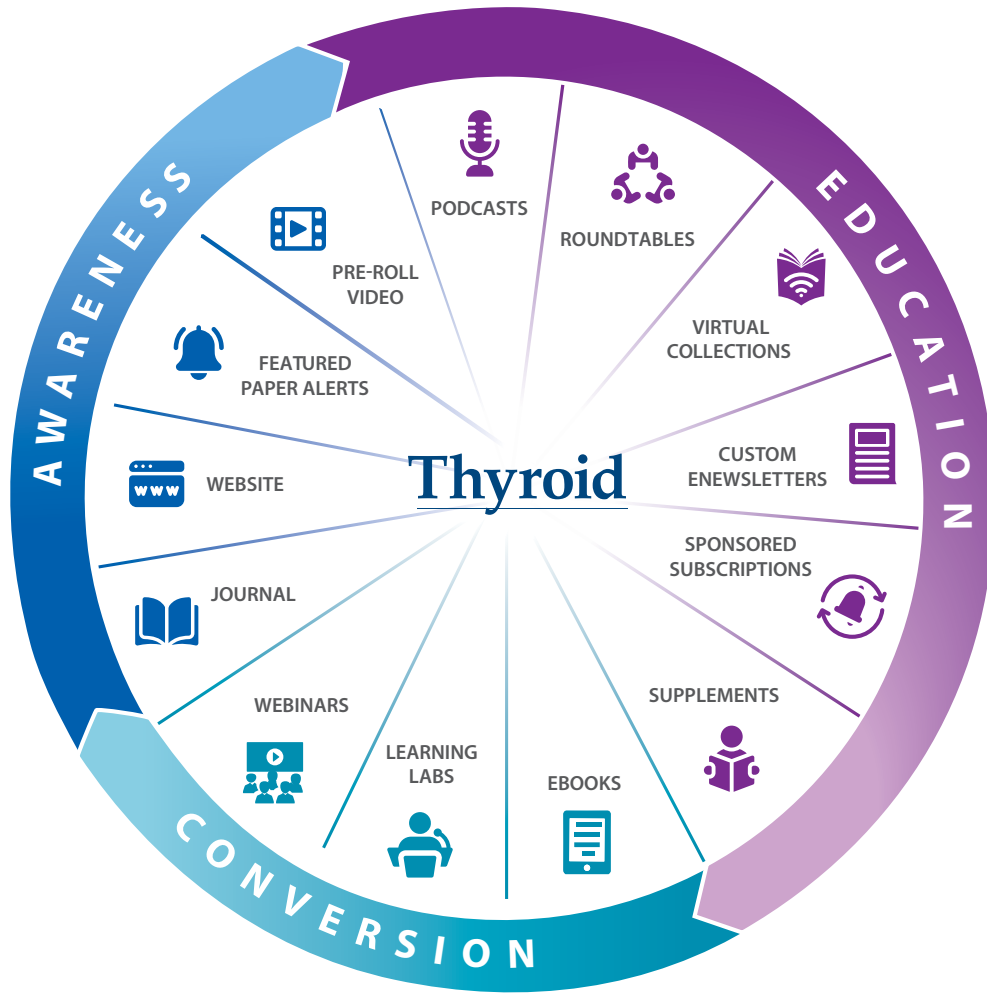 AWARENESS
EDUCATION
CONVERSION
Thyroid
PODCASTS
ROUNDTABLES
VIRTUAL
COLLECTIONS
CUSTOM
ENEWSLETTERS
SPONSORED
SUBSCRIPTIONS
SUPPLEMENTS
EBOOKS
LEARNING
LABS
WEBINARS
JOURNAL
WEBSITE
www
FEATURED
PAPER ALERTS
PRE-ROLL
VIDEO